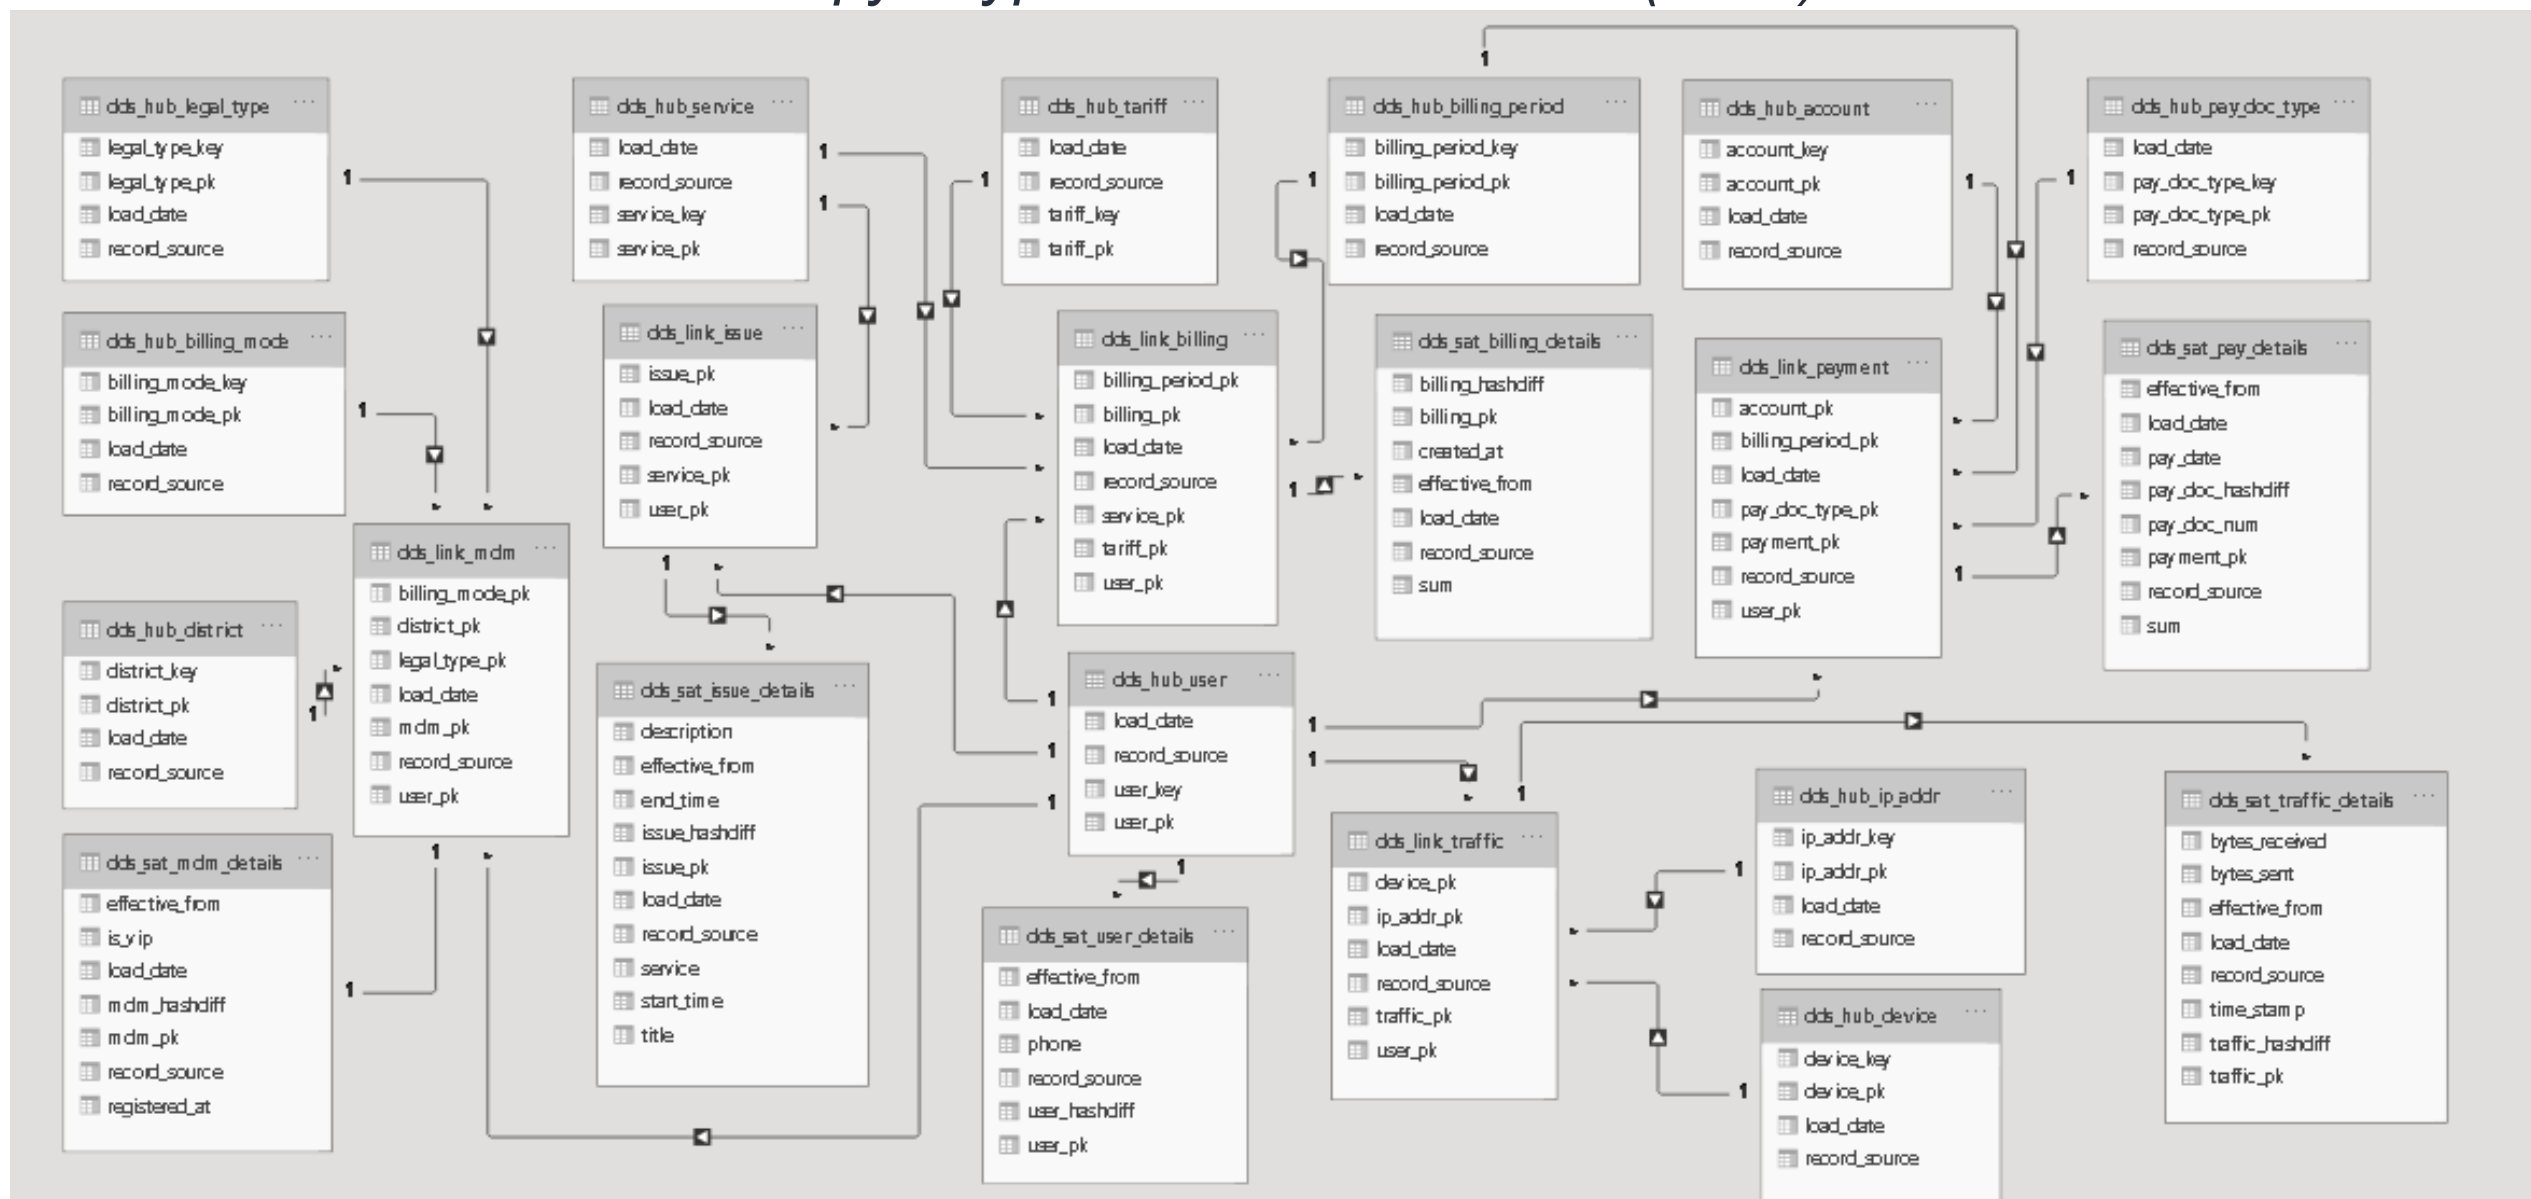 dds_hub_legal_type
legal_type_key
legal_type_pk
load_date
record_source
dds_hub_service
load_date
record_source
service_key
service_pk
dds_hub_tariff
load_date
record_source
tariff_key
tariff_pk
dds_hub_billing_period
billing_period_key
billing_period_pk
load_date
record_source
dds_hub_account
account_key
account_pk
load_date
record_source
dds_hub_pay_doc_type
load_date
pay_doc_type_key
pay_doc_type_pk
record_source
dds_hub_billing_mode
billing_mode_key
billing_mode_pk
load_date
record_source
dds_link_issue
issue_pk
load_date
record_source
service_pk
user_pk
dds_link_billing
billing_period_pk
billing_pk
load_date
record_source
service_pk
tariff_pk
user_pk
dds_sat_billing_details
billing_hashdiff
billing_pk
created_at
effective_from
load_date
record_source
sum
dds_link_payment
account_pk
billing_period_pk
load_date
pay_doc_type_pk
payment_pk
record_source
user_pk
dds_sat_pay_details
effective_from
load_date
pay_date
pay_doc_hashdiff
pay_doc_num
payment_pk
record_source
sum
dds_link_mdm
billing_mode_pk
district_pk
legal_type_pk
load_date
mdm_pk
record_source
user_pk
dds_hub_district
district_key
district_pk
load_date
record_source
dds_sat_issue_details
description
effective_from
end_time
issue_hashdiff
issue_pk
load_date
record_source
service
start_time
title
dds_hub_user
load_date
record_source
user_key
user_pk
dds_sat_mdm_details
effective_from
is_vip
load_date
mdm_hashdiff
mdm_pk
record_source
registered_at
dds_sat_user_details
effective_from
load_date
phone
record_source
user_hashdiff
user_pk
dds_link_traffic
device_pk
ip_addr_pk
load_date
record_source
traffic_pk
user_pk
dds_hub_ip_addr
ip_addr_key
ip_addr_pk
load_date
record_source
dds_hub_device
device_key
device_pk
load_date
record_source
dds_sat_traffic_details
bytes_received
bytes_sent
effective_from
load_date
record_source
time_stamp
traffic_hashdiff
traffic_pk